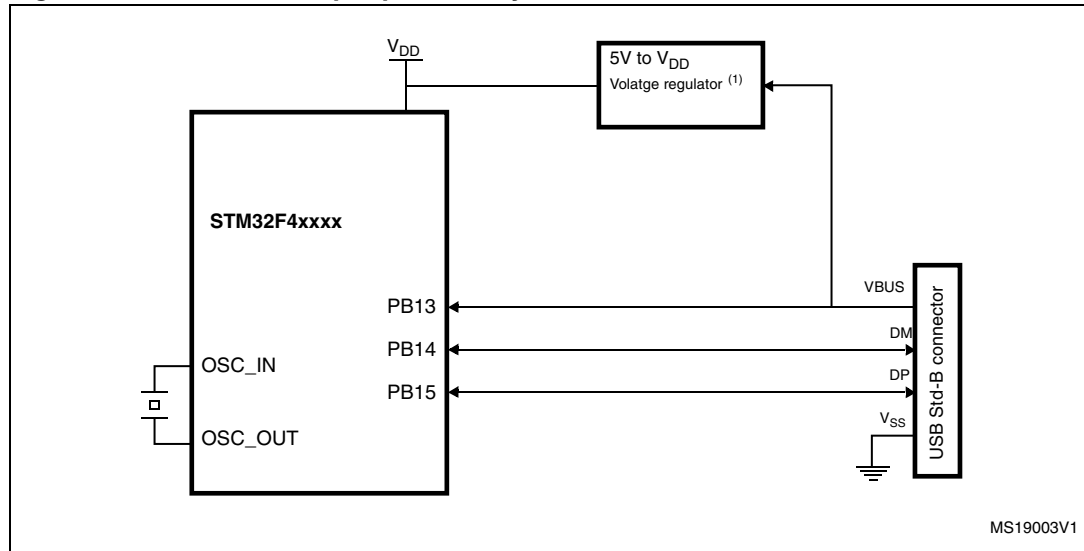 V_DD
5V to V_DD
Volatge regulator (1)
STM32F4xxxx
PB13
PB14
PB15
OSC_IN
OSC_OUT
VBUS
DM
DP
V_SS
USB Std-B connector
MS19003V1